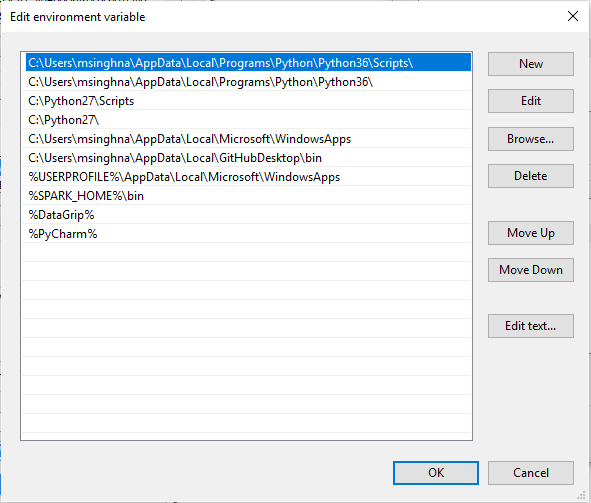 Edit environment variable
C:\Users\msinghna\AppData\Local\Programs\Python\Python36\Scripts\
New
C:\Users\msinghna\AppData\Local\Programs\Python\Python36\
C:\Python27\Scripts
Edit
C:\Python27\
C:\Users\msinghna\AppData\Local\Microsoft\WindowsApps
Browse...
C:\Users\msinghna\AppData\Local\GitHubDesktop\bin
%USERPROFILE%\AppData\Local\Microsoft\WindowsApps
Delete
%SPARK_HOME%\bin
%DataGrip%
%PyCharm%
Move Up
Move Down
Edit text...
OK
Cancel